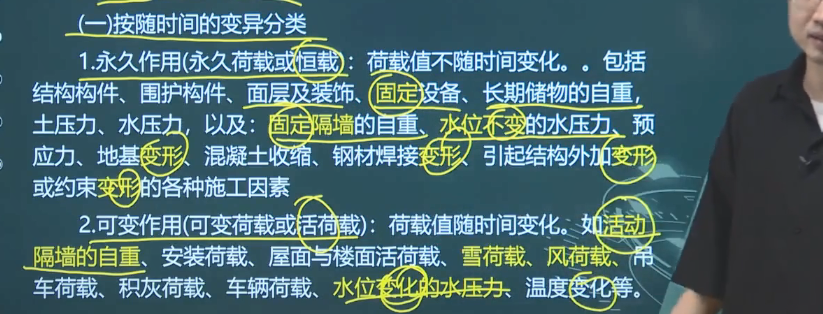 (一)按随时间的变异分类
1.永久作用(永久荷载或恒载)：荷载值不随时间变化。。包括
结构构件、围护构件、面层及装饰、固定设备、长期储物的自重，
土压力、水压力，以及：固定隔墙的自重、水位不变的水压力、预
应力、地基变形、混凝土收缩、钢材焊接变形、引起结构外加变形
或约束变形的各种施工因素
2.可变作用(可变荷载或活荷载)：荷载值随时间变化。如活动
隔墙的自重、安装荷载、屋面与楼面活荷载、雪荷载、风荷载、吊
车荷载、积灰荷载、车辆荷载、水位变化的水压力、温度变化等。